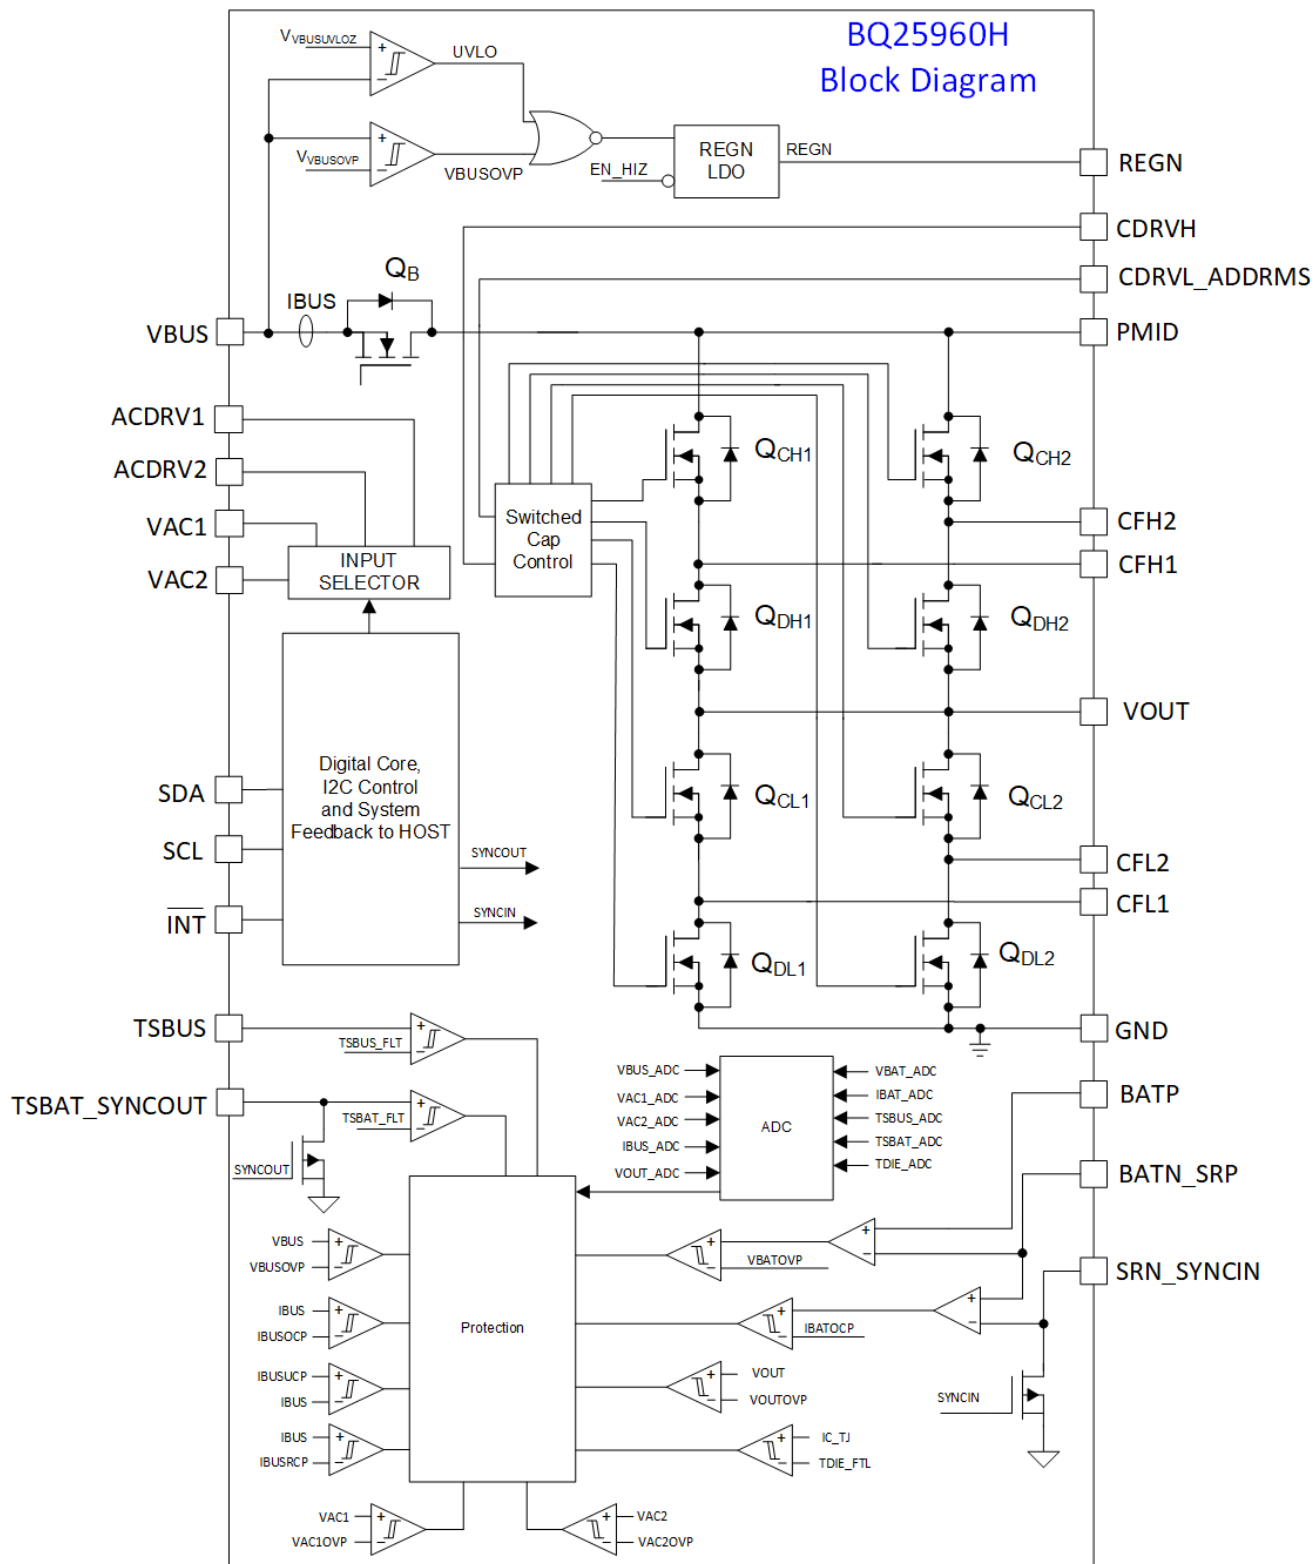 BQ25960H
Block Diagram
VVBUSUVLOZ
+
−
UVLO
+
−
VVBUSOVP
VBUSOVP
EN_HIZ
REGN
LDO
REGN
REGN
CDRVH
CDRVL_ADDRMS
QB
IBUS
VBUS
PMID
ACDRV1
ACDRV2
VAC1
VAC2
INPUT
SELECTOR
Switched
Cap
Control
QCH1
QCH2
CFH2
CFH1
QDH1
QDH2
VOUT
QCL1
QCL2
CFL2
CFL1
QDL1
QDL2
GND
Digital Core,
I2C Control
and System
Feedback to HOST
SDA
SCL
INT
SYNCOUT
SYNCIN
TSBUS
+
−
TSBUS_FLT
TSBAT_SYNCOUT
+
−
TSBAT_FLT
SYNCOUT
VBUS_ADC
VAC1_ADC
VAC2_ADC
IBUS_ADC
VOUT_ADC
ADC
VBAT_ADC
IBAT_ADC
TSBUS_ADC
TSBAT_ADC
TDIE_ADC
BATP
BATN_SRP
SRN_SYNCIN
Protection
VBUS
+
VBUSOVP
−
IBUS
+
IBUSOCP
−
IBUSUCP
+
IBUS
−
IBUS
+
IBUSRCP
−
VAC1
+
VAC1OVP
−
+
VAC2
−
VAC2OVP
+
−
VBATOVP
+
−
+
−
IBATOCP
+
−
+
VOUT
−
VOUTOVP
+
IC_TJ
−
TDIE_FTL
SYNCIN